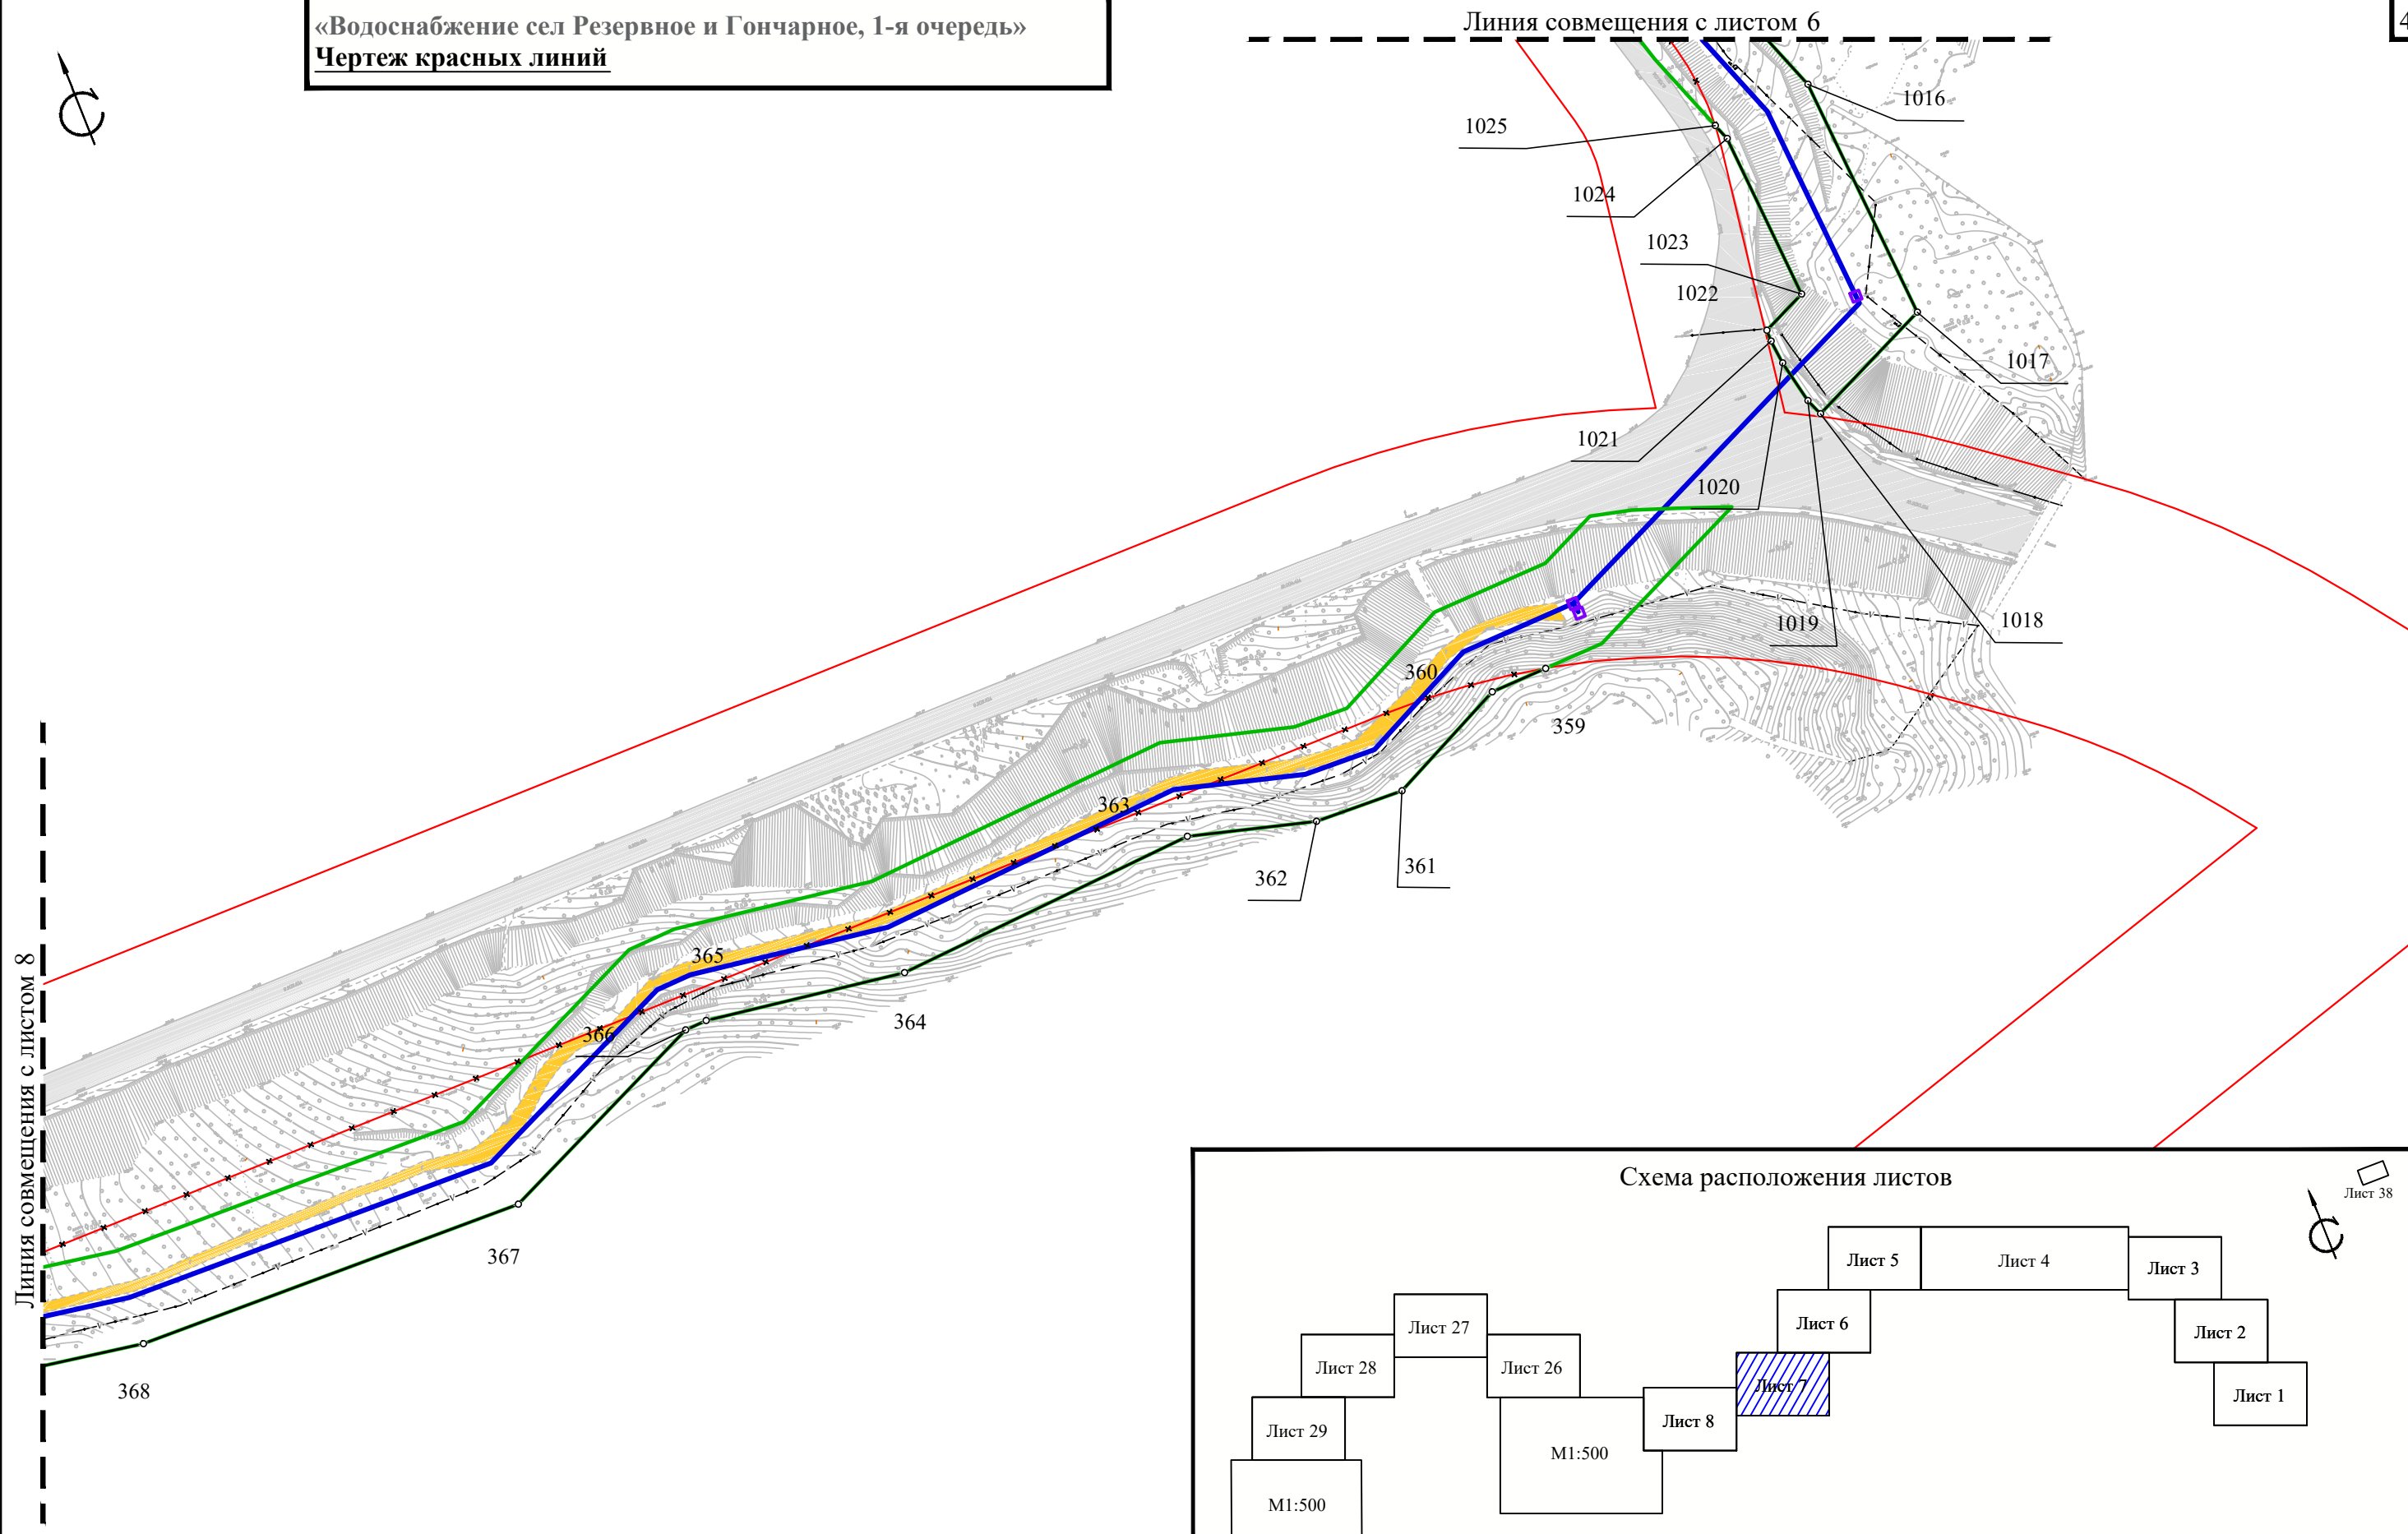 «Водоснабжение сел Резервное и Гончарное, 1-я очередь»
Чертеж красных линий
Линия совмещения с листом 6
4
1016
1025
1024
1023
1022
1017
1021
1020
1019
1018
360
359
363
362
361
365
366
364
Линия совмещения с листом 8
367
368
Схема расположения листов
Лист 38
Лист 5
Лист 4
Лист 3
Лист 6
Лист 2
Лист 27
Лист 28
Лист 26
Лист 7
Лист 1
Лист 29
Лист 8
М1:500
М1:500